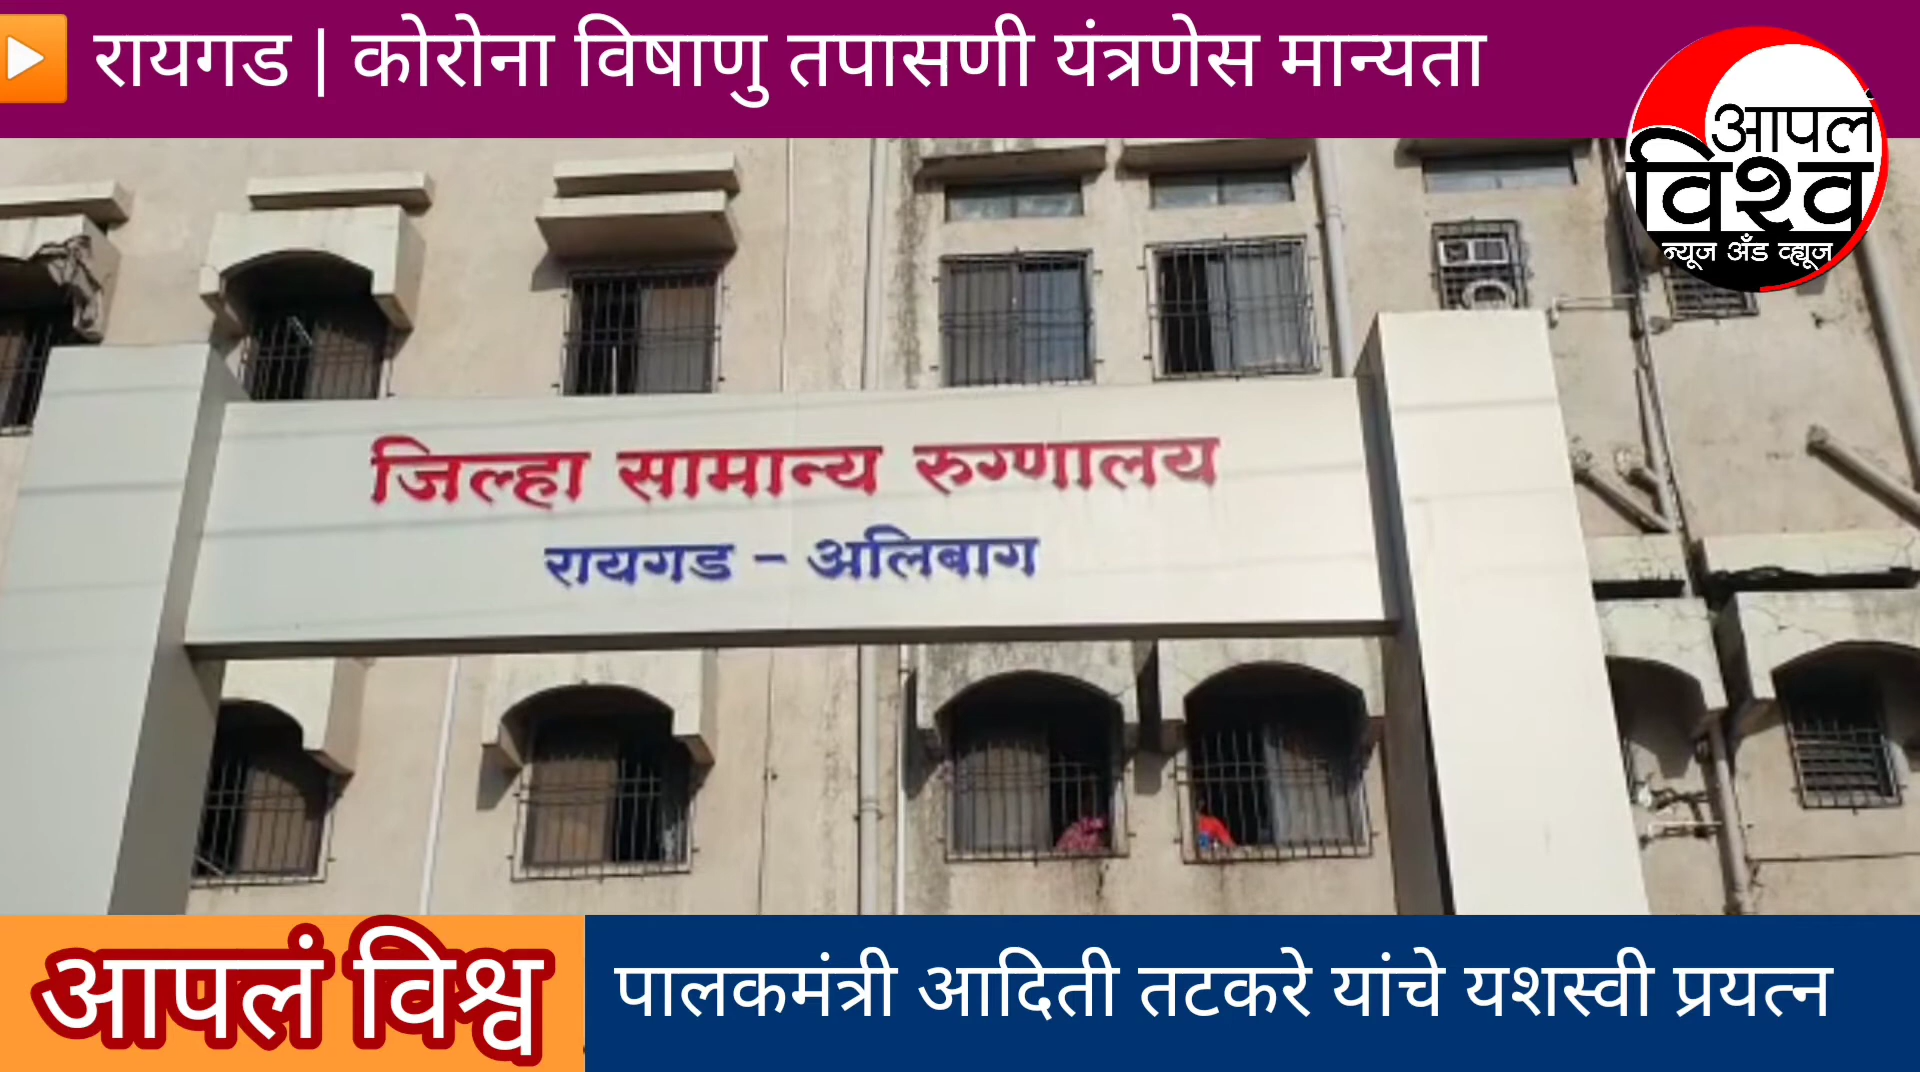 रायगड | कोरोना विषाणु तपासणी यंत्रणेस मान्यता
आपलं
विश्व
न्यूज अँड व्ह्यूज
जिल्हा सामान्य रुग्णालय
रायगड - अलिबाग
आपलं विश्व
पालकमंत्री आदिती तटकरे यांचे यशस्वी प्रयत्न